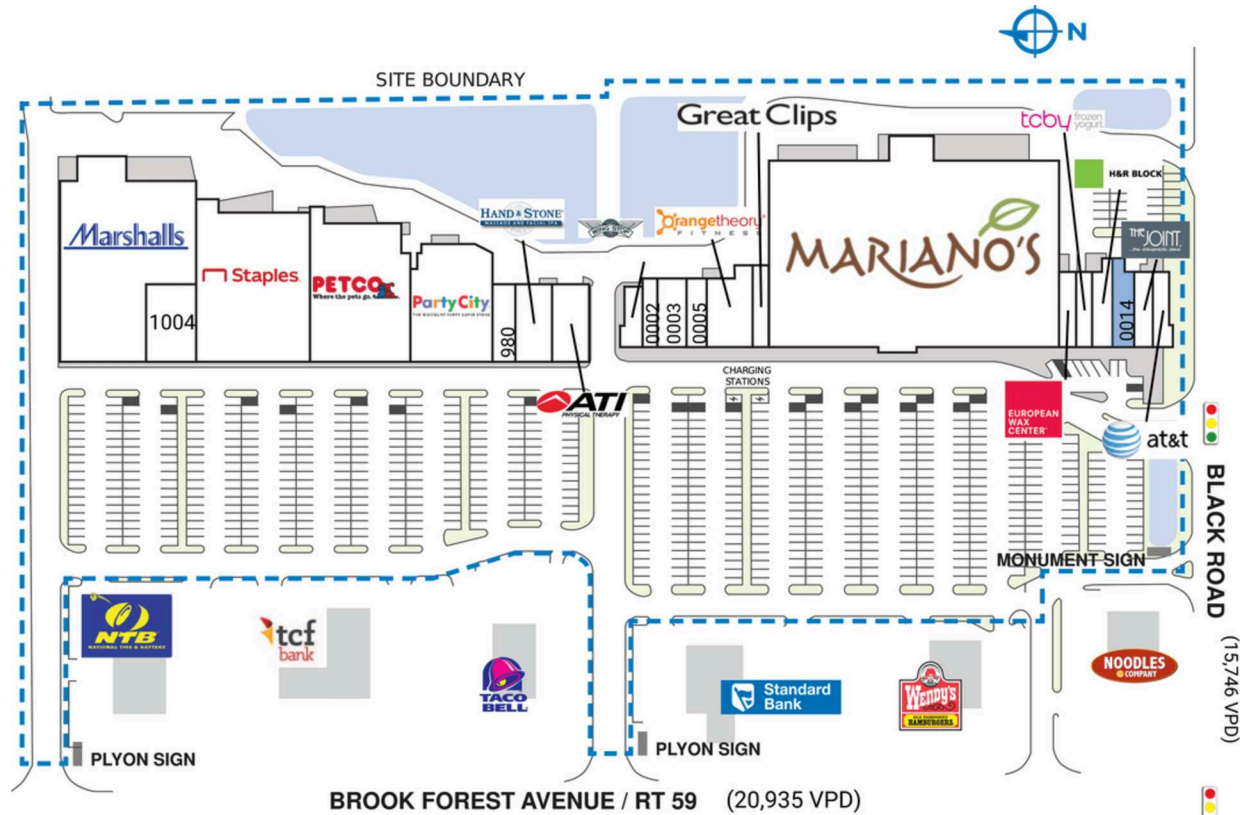 N
SITE BOUNDARY
Great Clips
tcby frozen
yogurt
H&R BLOCK
Marshalls
HAND & STONE
MASSAGE AND FACIAL SPA
WING·STOP
Orangetheory
FITNESS
MARIANO'S
THE
JOINT
Staples
PETCO
Where the pets go.
Party City
1004
980
0002
0003
0005
0014
CHARGING
STATIONS
ATI
PHYSICAL THERAPY
EUROPEAN
WAX
CENTER
at&t
BLACK ROAD
(15,746 VPD)
MONUMENT SIGN
NTB
NATIONAL TIRE & BATTERY
tcf
bank
TACO
BELL
Standard
Bank
WENDY'S
OLD FASHIONED
HAMBURGERS
NOODLES
& COMPANY
PLYON SIGN
PLYON SIGN
BROOK FOREST AVENUE / RT 59 (20,935 VPD)